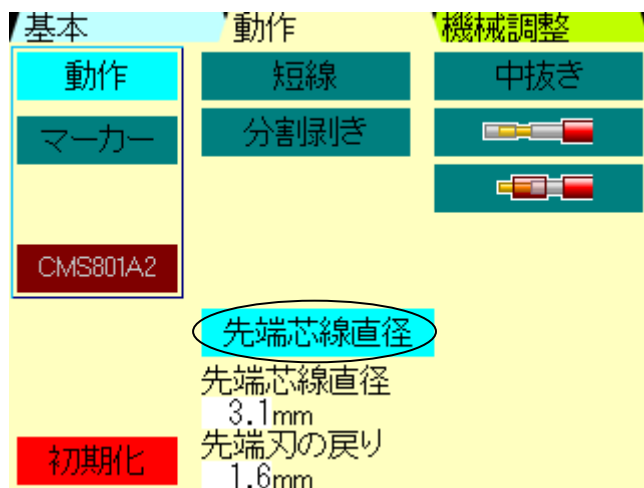 基本
動作
機械調整
動作
短線
中抜き
マーカー
分割剥き
CMS801A2
先端芯線直径
先端芯線直径
3.1mm
初期化
先端刃の戻り
1.6mm